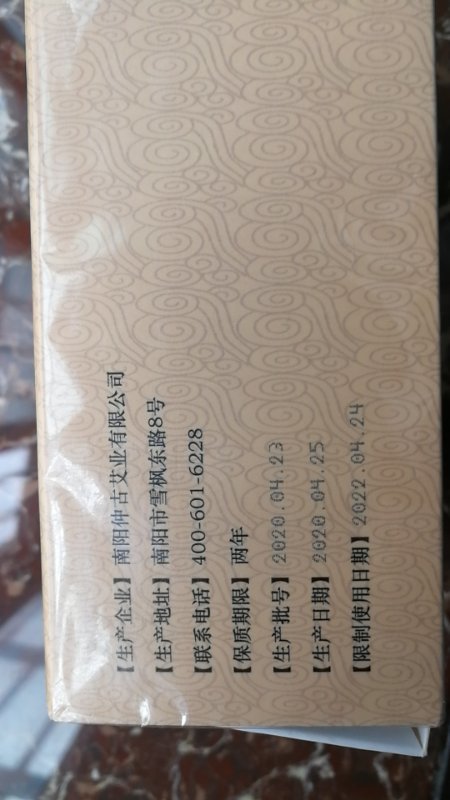 【生产企业】南阳仲古艾业有限公司
【生产地址】南阳市雪枫东路8号
【联系电话】400-601-6228
【保质期限】两年
【生产批号】2020.04.23
【生产日期】2020.04.25
【限制使用日期】2022.04.24